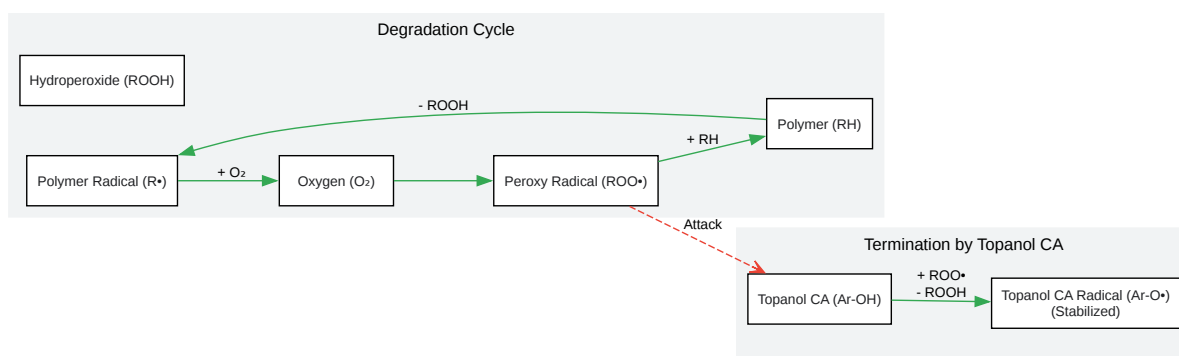 Degradation Cycle
Hydroperoxide (ROOH)
- ROOH
Polymer (RH)
+ RH
Polymer Radical (R•)
+ O₂
Oxygen (O₂)
Peroxy Radical (ROO•)
Attack
Termination by Topanol CA
Topanol CA (Ar-OH)
+ ROO•
- ROOH
Topanol CA Radical (Ar-O•)
(Stabilized)